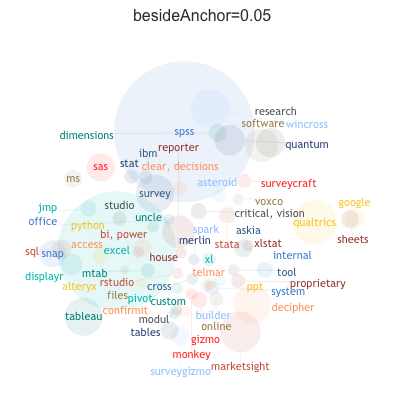 besideAnchor=0.05
research
software wincross
dimensions spss
reporter quantum
ibm
sas stat clear, decisions
ms asteroid surveycraft
survey
studio voxco google
jmp uncle critical, vision
office python spark askia qualtrics
bi, power merlin sheets
sql snap access excel stata xlstat
house xl internal
displayr mtab telmar tool
alteryx rstudio cross ppt proprietary
files pivot custom system
confirmit builder decipher
tableau modul online
tables gizmo
monkey
surveygizmo marketsight